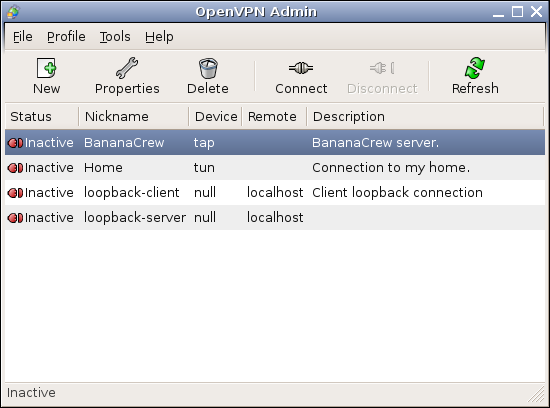 OpenVPN Admin
File Profile Tools Help
New Properties Delete Connect Disconnect Refresh
Status Nickname Device Remote Description
Inactive BananaCrew tap BananaCrew server.
Inactive Home tun Connection to my home.
Inactive loopback-client null localhost Client loopback connection
Inactive loopback-server null localhost
Inactive